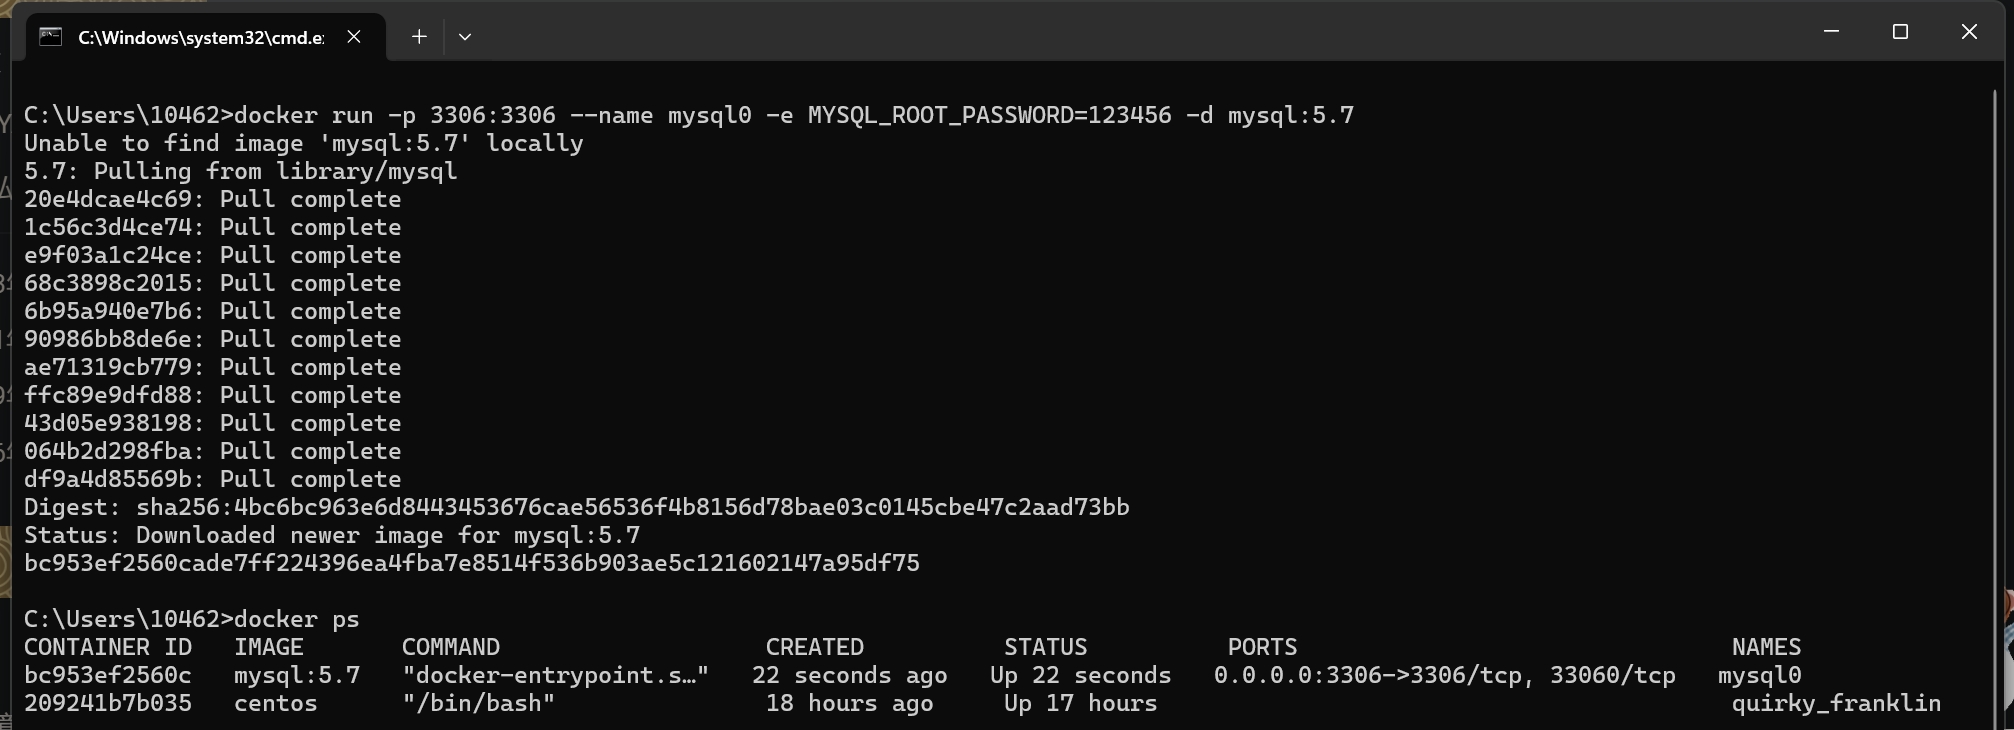 C:\Windows\system32\cmd.e
C:\Users\10462>docker run -p 3306:3306 --name mysql0 -e MYSQL_ROOT_PASSWORD=123456 -d mysql:5.7
Unable to find image 'mysql:5.7' locally
5.7: Pulling from library/mysql
20e4dcae4c69: Pull complete
1c56c3d4ce74: Pull complete
e9f03a1c24ce: Pull complete
68c3898c2015: Pull complete
6b95a940e7b6: Pull complete
90986bb8de6e: Pull complete
ae71319cb779: Pull complete
ffc89e9dfd88: Pull complete
43d05e938198: Pull complete
064b2d298fba: Pull complete
df9a4d85569b: Pull complete
Digest: sha256:4bc6bc963e6d8443453676cae56536f4b8156d78bae03c0145cbe47c2aad73bb
Status: Downloaded newer image for mysql:5.7
bc953ef2560cade7ff224396ea4fba7e8514f536b903ae5c121602147a95df75
C:\Users\10462>docker ps
CONTAINER ID   IMAGE       COMMAND                   CREATED          STATUS          PORTS                               NAMES
bc953ef2560c   mysql:5.7   "docker-entrypoint.s…"   22 seconds ago   Up 22 seconds   0.0.0.0:3306->3306/tcp, 33060/tcp   mysql0
209241b7b035   centos      "/bin/bash"               18 hours ago     Up 17 hours                                         quirky_franklin